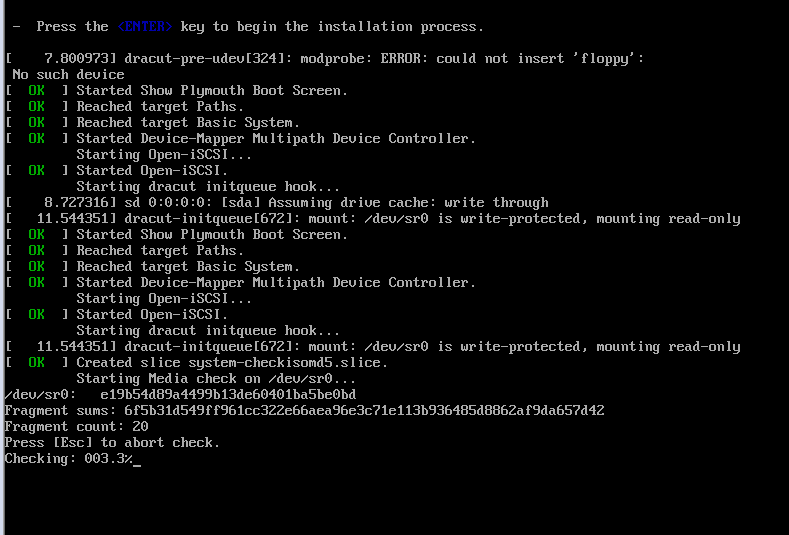 -  Press the <ENTER> key to begin the installation process.
[    7.800973] dracut-pre-udev[324]: modprobe: ERROR: could not insert 'floppy':
 No such device
[  OK  ] Started Show Plymouth Boot Screen.
[  OK  ] Reached target Paths.
[  OK  ] Reached target Basic System.
[  OK  ] Started Device-Mapper Multipath Device Controller.
         Starting Open-iSCSI...
[  OK  ] Started Open-iSCSI.
         Starting dracut initqueue hook...
[    8.727316] sd 0:0:0:0: [sda] Assuming drive cache: write through
[   11.544351] dracut-initqueue[672]: mount: /dev/sr0 is write-protected, mounting read-only
[  OK  ] Started Show Plymouth Boot Screen.
[  OK  ] Reached target Paths.
[  OK  ] Reached target Basic System.
[  OK  ] Started Device-Mapper Multipath Device Controller.
         Starting Open-iSCSI...
[  OK  ] Started Open-iSCSI.
         Starting dracut initqueue hook...
[   11.544351] dracut-initqueue[672]: mount: /dev/sr0 is write-protected, mounting read-only
[  OK  ] Created slice system-checkisomd5.slice.
         Starting Media check on /dev/sr0...
/dev/sr0:   e19b54d89a4499b13de60401ba5be0bd
Fragment sums: 6f5b31d549ff961cc322e66aea96e3c71e113b936485d8862af9da657d42
Fragment count: 20
Press [Esc] to abort check.
Checking: 003.3%_